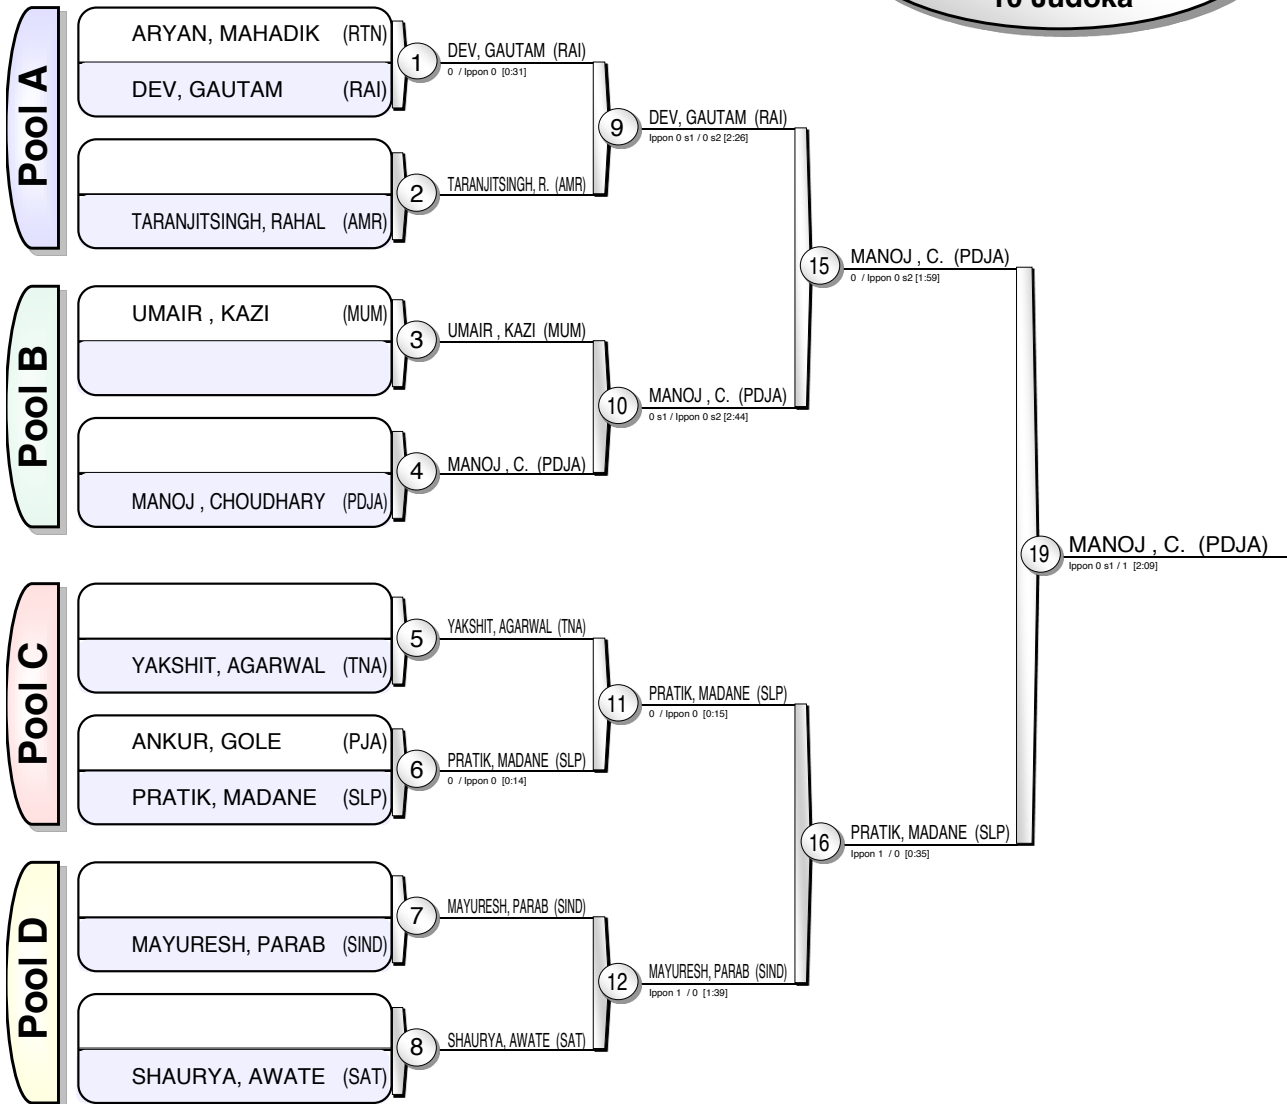 10 Judoka
Pool A
ARYAN, MAHADIK (RTN)
DEV, GAUTAM (RAI)
1
DEV, GAUTAM (RAI)
0 / Ippon 0 [0:31]
TARANJITSINGH, RAHAL (AMR)
2
TARANJITSINGH, R. (AMR)
9
DEV, GAUTAM (RAI)
Ippon 0 s1 / 0 s2 [2:26]
Pool B
UMAIR , KAZI (MUM)
3
UMAIR , KAZI (MUM)
MANOJ , CHOUDHARY (PDJA)
4
MANOJ , C. (PDJA)
10
MANOJ , C. (PDJA)
0 s1 / Ippon 0 s2 [2:44]
15
MANOJ , C. (PDJA)
0 / Ippon 0 s2 [1:59]
Pool C
YAKSHIT, AGARWAL (TNA)
5
YAKSHIT, AGARWAL (TNA)
ANKUR, GOLE (PJA)
PRATIK, MADANE (SLP)
6
PRATIK, MADANE (SLP)
0 / Ippon 0 [0:14]
11
PRATIK, MADANE (SLP)
0 / Ippon 0 [0:15]
Pool D
MAYURESH, PARAB (SIND)
7
MAYURESH, PARAB (SIND)
SHAURYA, AWATE (SAT)
8
SHAURYA, AWATE (SAT)
12
MAYURESH, PARAB (SIND)
Ippon 1 / 0 [1:39]
16
PRATIK, MADANE (SLP)
Ippon 1 / 0 [0:35]
19
MANOJ , C. (PDJA)
Ippon 0 s1 / 1 [2:09]